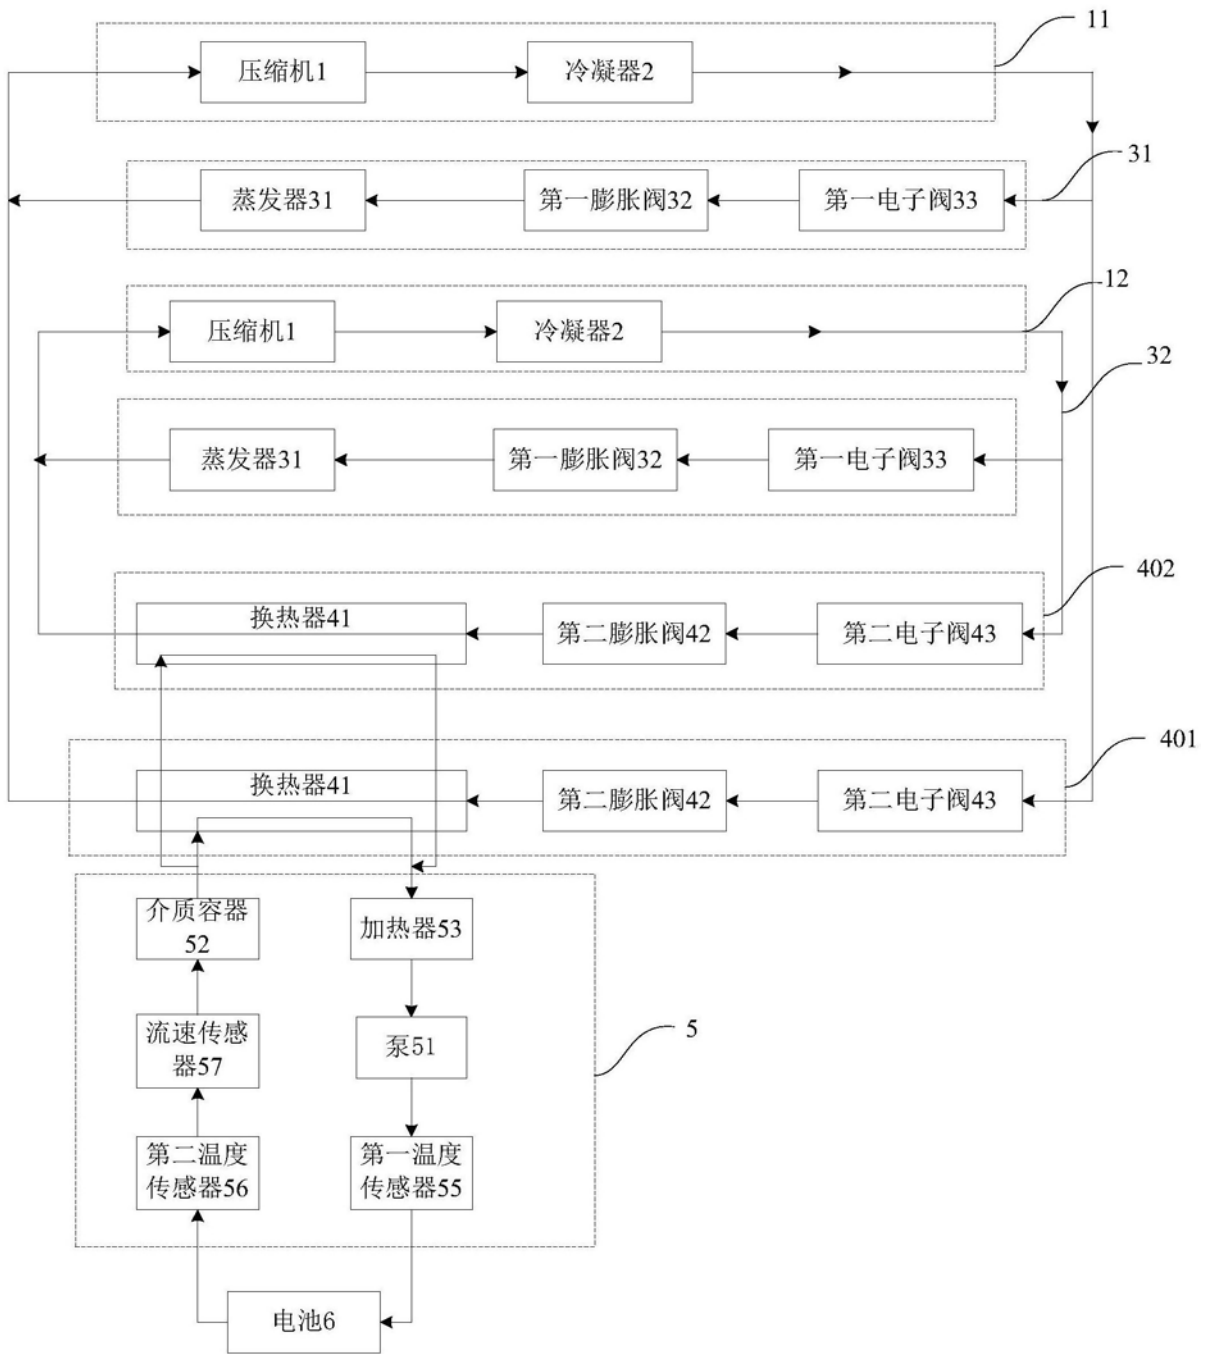 11
压缩机1
冷凝器2
31
蒸发器31
第一膨胀阀32
第一电子阀33
12
压缩机1
冷凝器2
32
蒸发器31
第一膨胀阀32
第一电子阀33
402
换热器41
第二膨胀阀42
第二电子阀43
401
换热器41
第二膨胀阀42
第二电子阀43
介质容器
52
加热器53
流速传感
器57
泵51
5
第二温度
传感器56
第一温度
传感器55
电池6